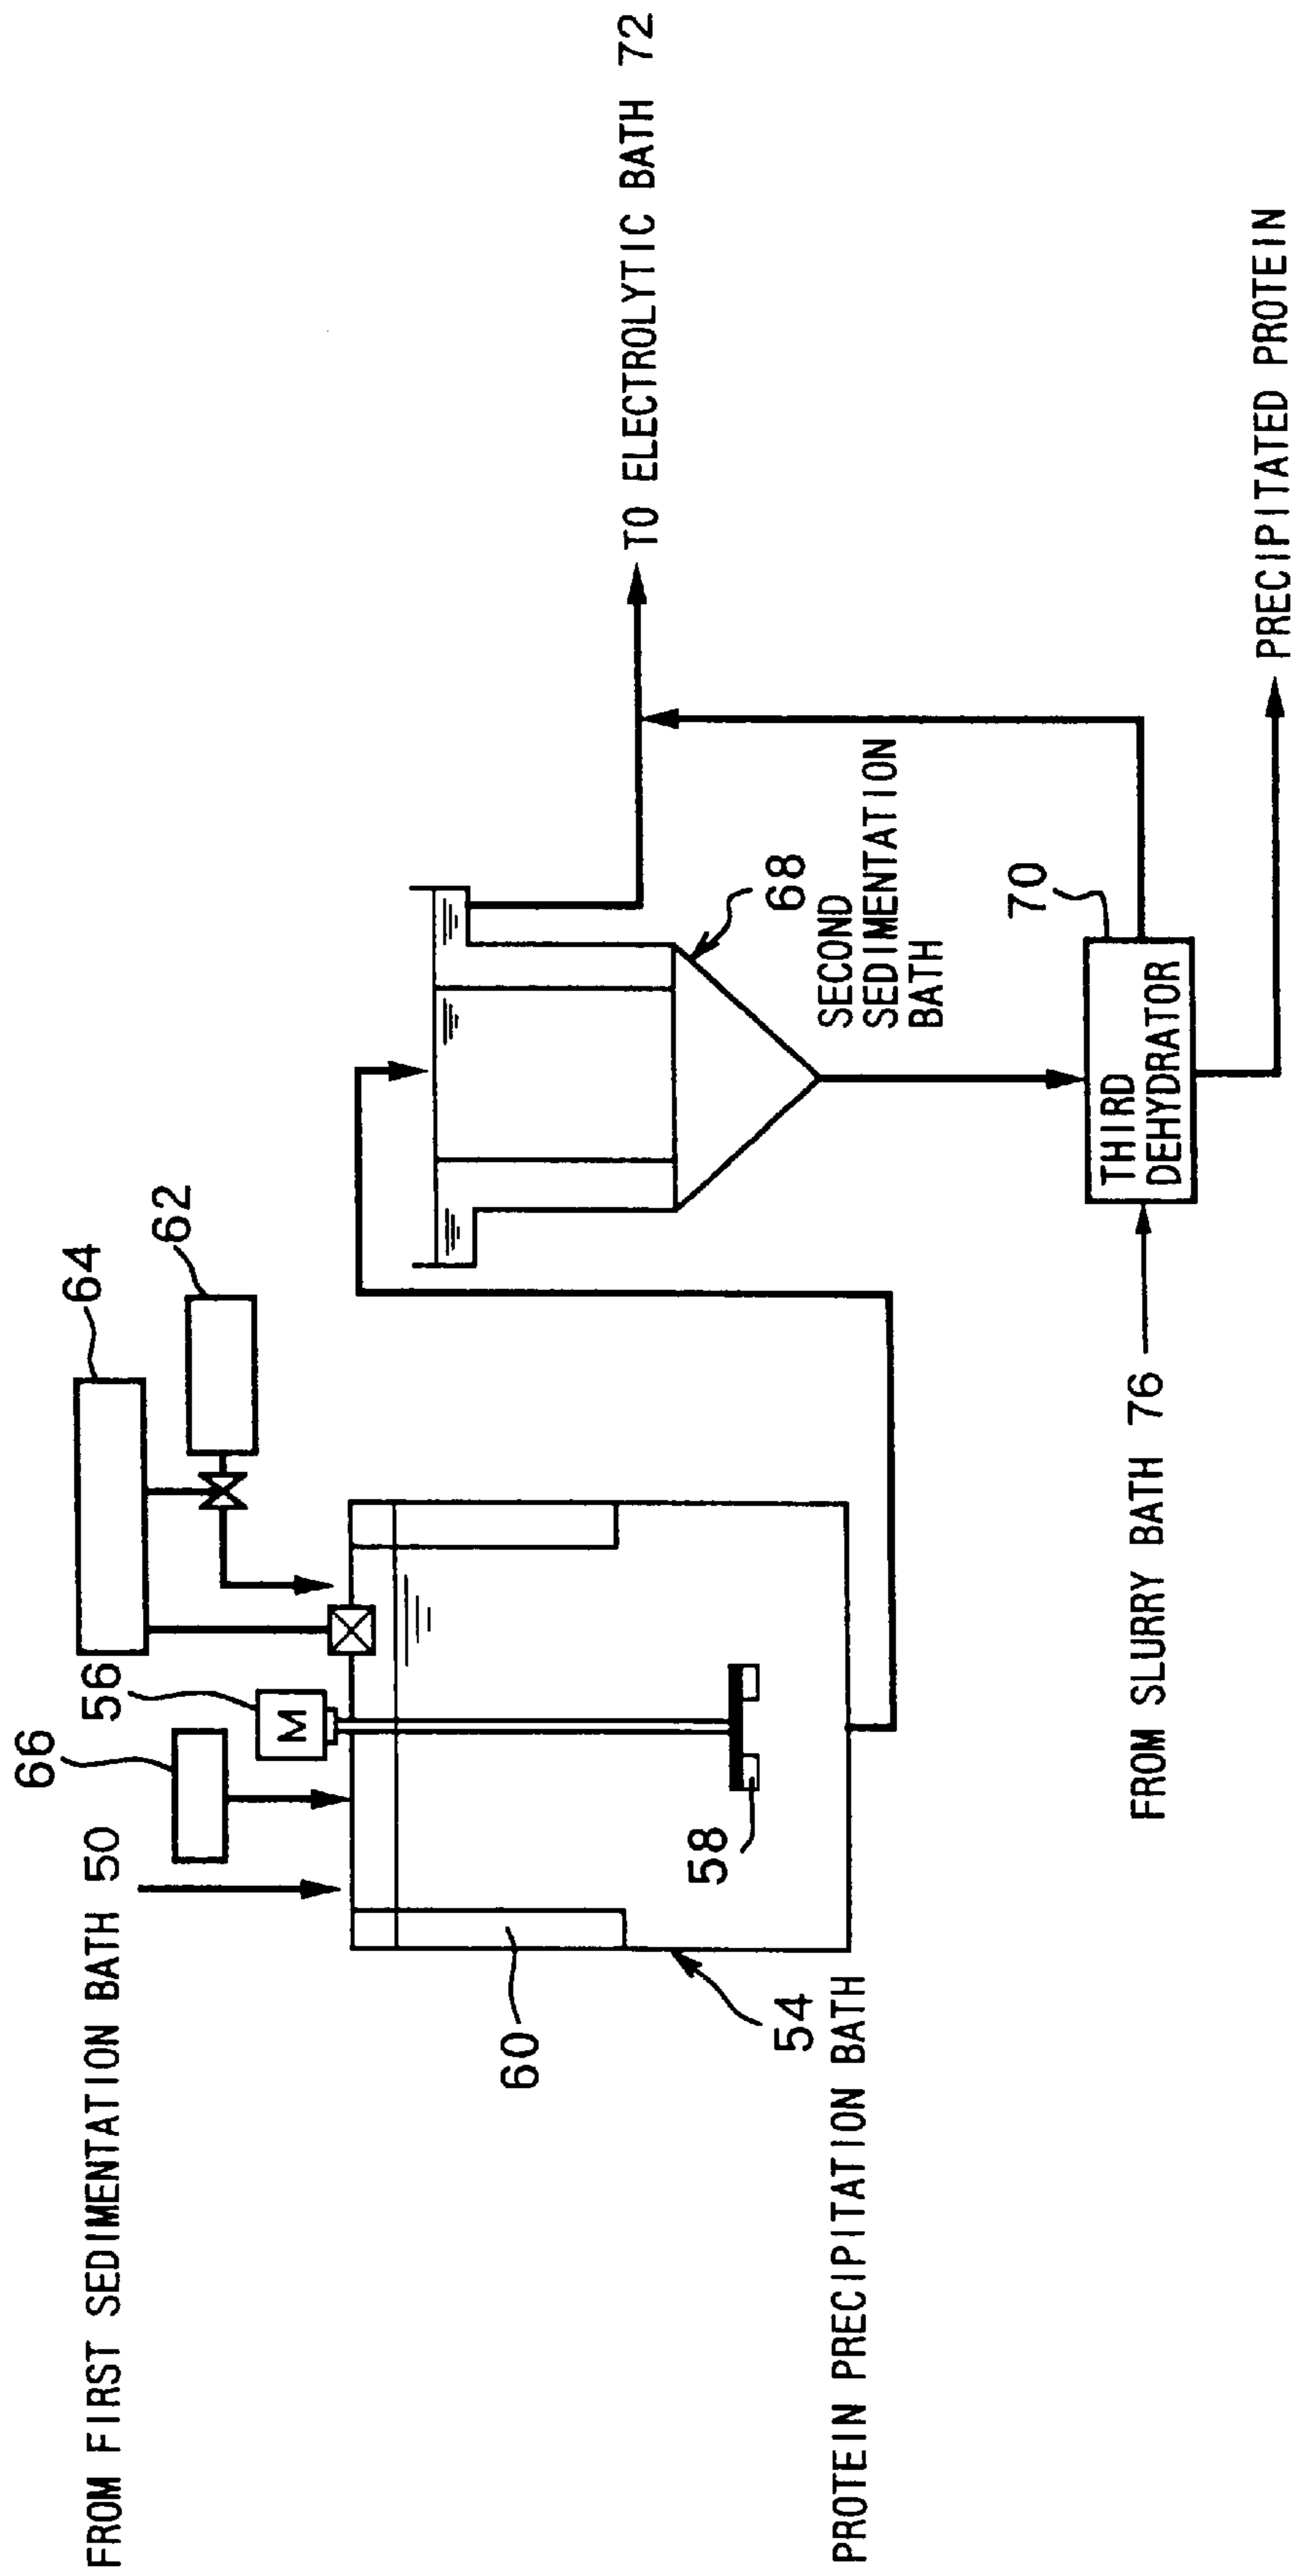 FROM FIRST SEDIMENTATION BATH 50
66
56
64
62
M
58
60
54
PROTEIN PRECIPITATION BATH
TO ELECTROLYTIC BATH 72
68
SECOND
SEDIMENTATION
BATH
70
THIRD
DEHYDRATOR
FROM SLURRY BATH 76
PRECIPITATED PROTEIN